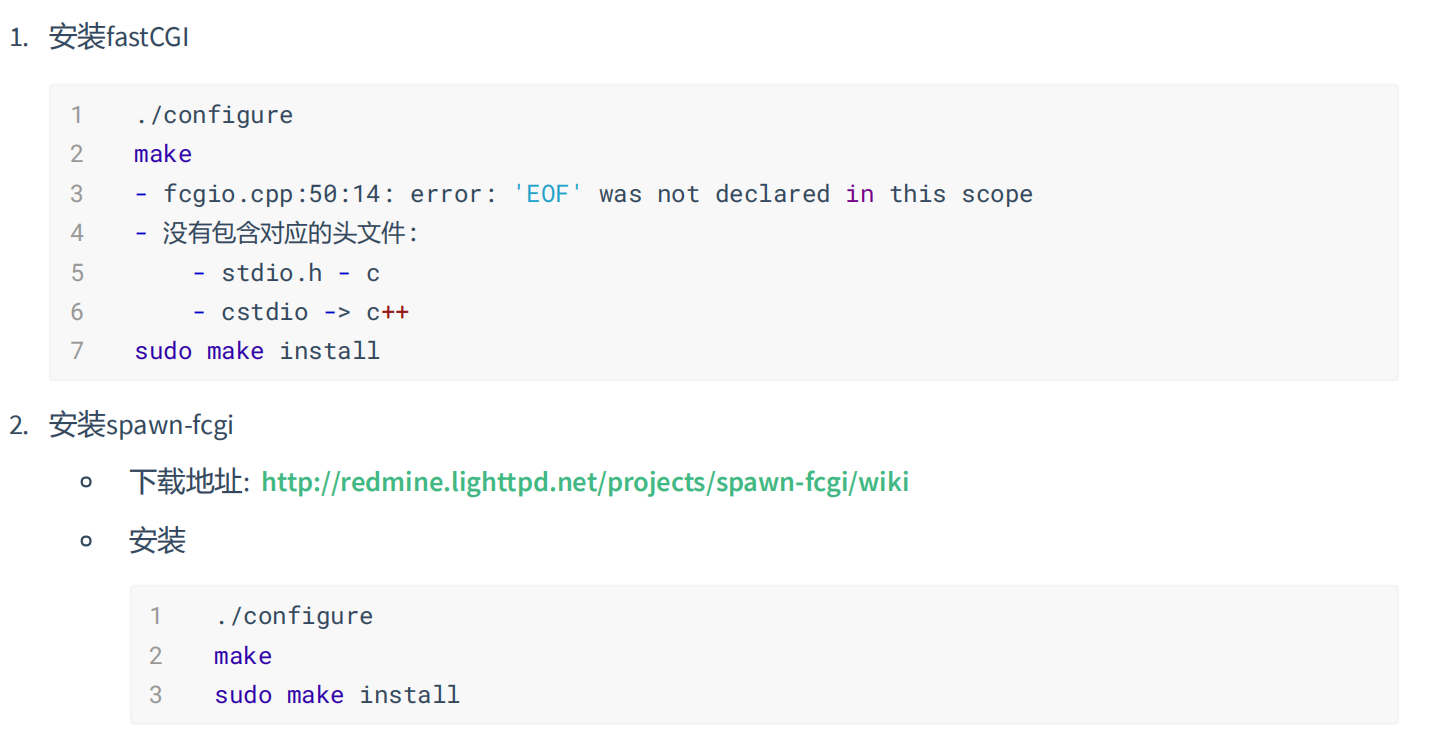 1. 安装fastCGI
1 ./configure
2 make
3 - fcgio.cpp:50:14: error: 'EOF' was not declared in this scope
4 - 没有包含对应的头文件:
5     - stdio.h - c
6     - cstdio -> c++
7 sudo make install
2. 安装spawn-fcgi
下载地址: http://redmine.lighttpd.net/projects/spawn-fcgi/wiki
安装
1 ./configure
2 make
3 sudo make install